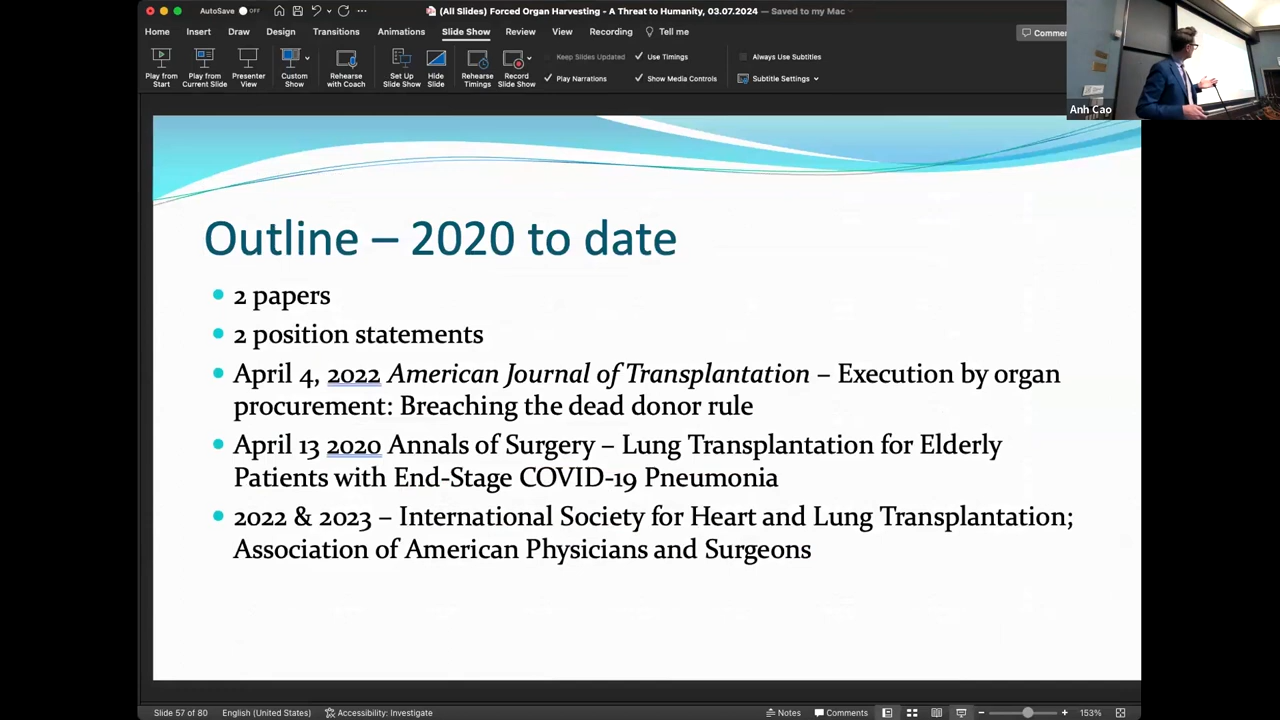 AutoSave OFF
(All Slides) Forced Organ Harvesting - A Threat to Humanity, 03.07.2024 — Saved to my Mac
Home Insert Draw Design Transitions Animations Slide Show Review View Recording Tell me
Play from Start
Play from Current Slide
Presenter View
Custom Show
Rehearse with Coach
Set Up Slide Show
Hide Slide
Rehearse Timings
Record Slide Show
Keep Slides Updated
Use Timings
Play Narrations
Show Media Controls
Always Use Subtitles
Subtitle Settings
Anh Cao
Outline – 2020 to date
2 papers
2 position statements
April 4, 2022 American Journal of Transplantation – Execution by organ
procurement: Breaching the dead donor rule
April 13 2020 Annals of Surgery – Lung Transplantation for Elderly
Patients with End-Stage COVID-19 Pneumonia
2022 & 2023 – International Society for Heart and Lung Transplantation;
Association of American Physicians and Surgeons
Slide 57 of 80 English (United States) Accessibility: Investigate Notes Comments 153%